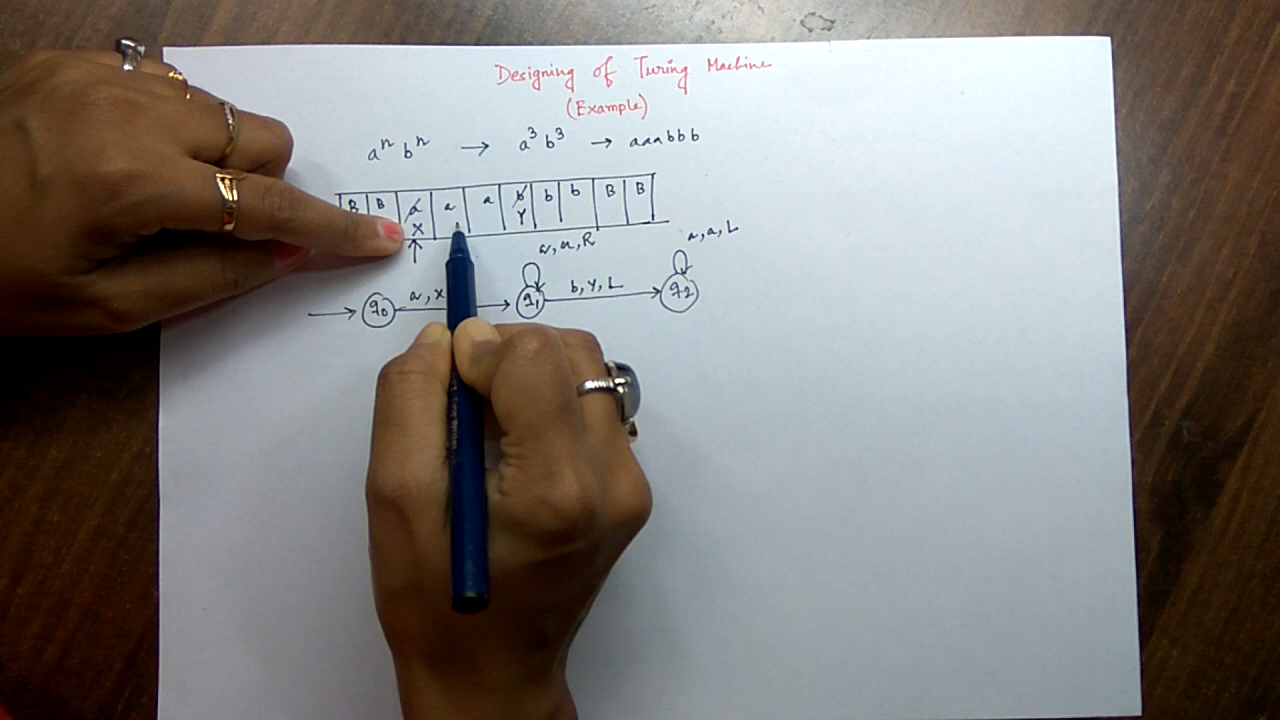 Designing of Turing Machine
(Example)
aⁿ bⁿ → a³ b³ → aaabbb
B B a a a b b b B B
X Y
a, a, R a, a, L
q₀ a, x q₁ b, Y, L q₂